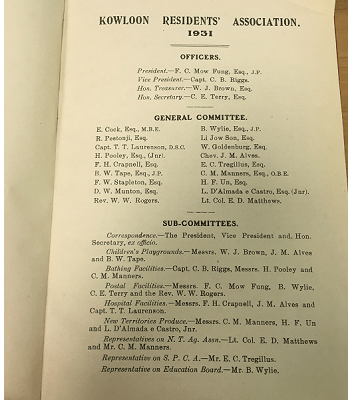 KOWLOON RESIDENTS' ASSOCIATION.
1931
OFFICERS.
President.—F. C. Mow Fung, Esq., J.P.
Vice President.—Capt. C. B. Riggs.
Hon. Treasurer.—W. J. Brown, Esq.
Hon. Secretary.—C. E. Terry, Esq.
GENERAL COMMITTEE.
E. Cock, Esq., M.B.E.
R. Pestonji, Esq.
Capt. T. T. Laurenson, D.S.C.
H. Pooley, Esq., (Jnr).
F. H. Crapnell, Esq.
B. W. Tape, Esq., J.P.
F. W. Stapleton, Esq.
D. W. Munton, Esq.
Rev. W. W. Rogers.
B. Wylie, Esq., J.P.
Li Jow Son, Esq.
W. Goldenburg, Esq.
Chev. J. M. Alves.
E. C. Tregillus, Esq.
C. M. Manners, Esq., O.B.E.
H. F. Un, Esq.
L. D'Almada e Castro, Esq. (Jnr).
Lt. Col. E. D. Matthews.
SUB-COMMITTEES.
Correspondence.—The President, Vice President and, Hon.
Secretary, ex officio.
Children's Playgrounds.—Messrs. W. J. Brown, J. M. Alves
and B. W. Tape.
Bathing Facilities.—Capt. C. B. Riggs, Messrs. H. Pooley and
C. M. Manners.
Postal Facilities.—Messrs. F. C. Mow Fung, B. Wylie,
C. E. Terry and the Rev. W. W. Rogers.
Hospital Facilities.—Messrs. F. H. Crapnell, J. M. Alves and
Capt. T. T. Laurenson.
New Territories Produce.—Messrs. C. M. Manners, H. F. Un
and L. D'Almada e Castro, Jnr.
Representatives on N. T. Ag. Assn.—Lt. Col. E. D. Matthews
and Mr. C. M. Manners.
Representative on S. P. C. A.—Mr. E. C. Tregillus.
Representative on Education Board.—Mr. B. Wylie.